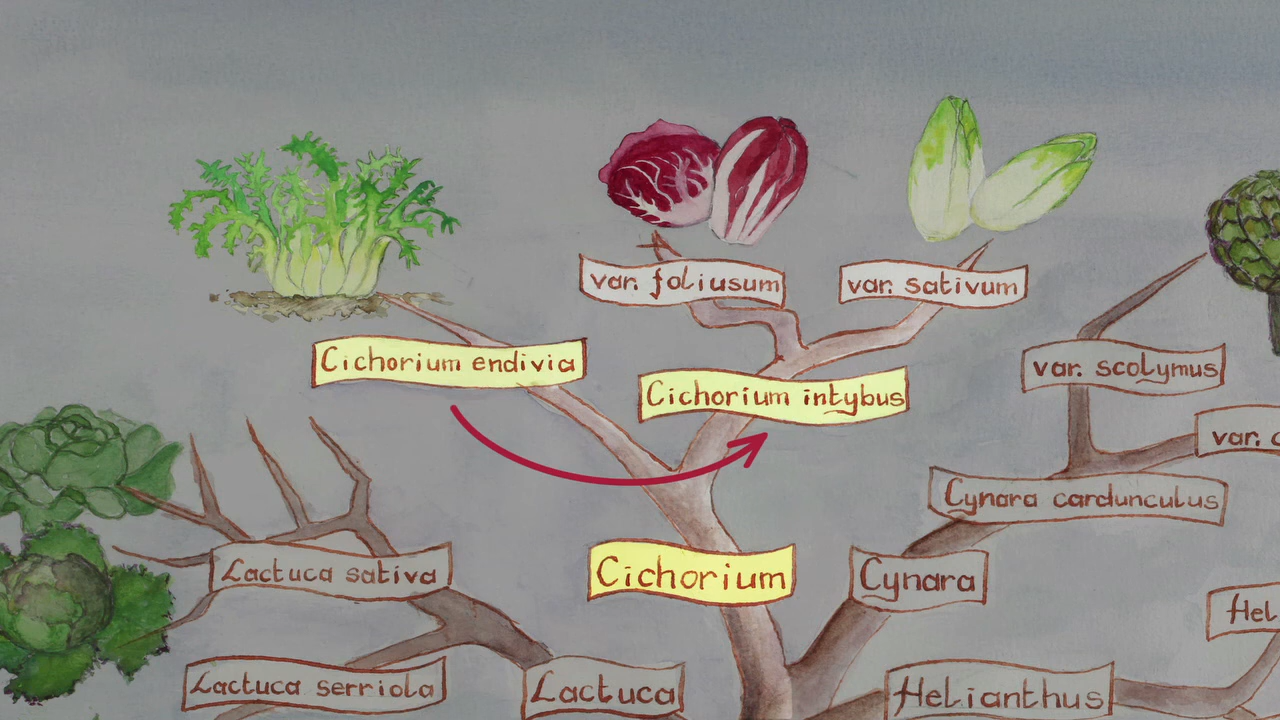 var. foliusum
var. sativum
Cichorium endivia
Cichorium intybus
var. scolymus
Cynara cardunculus
Lactuca sativa
Cichorium
Cynara
Lactuca serriola
Lactuca
Helianthus